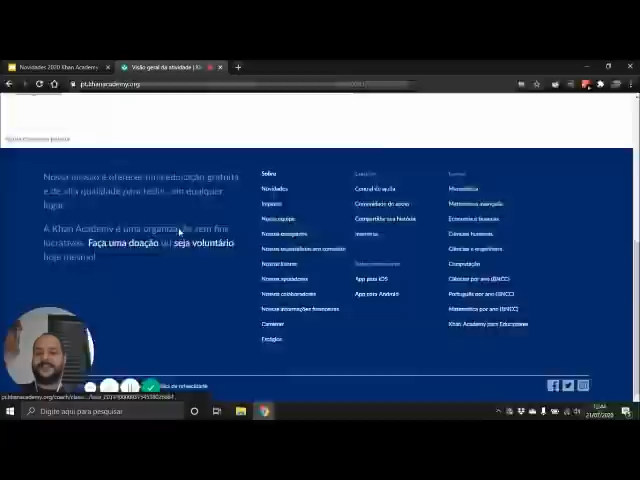 Novidades 2020 Khan Academy
Visão geral da atividade | K
pt.khanacademy.org
Nossa missão é oferecer uma educação gratuita
e de alta qualidade para todos, em qualquer
lugar.
A Khan Academy é uma organização sem fins
lucrativos. Faça uma doação ou seja voluntário
hoje mesmo!
Sobre
Novidades
Impacto
Nossa equipe
Nossos estagiários
Nossos especialistas em conteúdo
Nossos apoiadores
Nossos colaboradores
Nossas informações financeiras
Carreiras
Estágios
Contato
Central de ajuda
Comunidade de apoio
Compartilhe sua história
Imprensa
App para iOS
App para Android
Cursos
Matemática
Matemática avançada
Economia e finanças
Ciências humanas
Ciências e engenharia
Computação
Ciências por ano (BNCC)
Português por ano (BNCC)
Matemática por ano (BNCC)
Khan Academy para Educadores
Digite aqui para pesquisar
21/07/2020